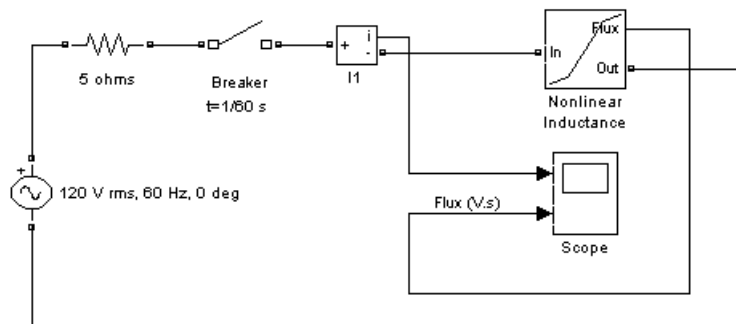 5 ohms
Breaker
t=1/60 s
+
i
-
I1
In
Flux
Out
Nonlinear
Inductance
+
120 V rms, 60 Hz, 0 deg
Flux (V.s)
Scope